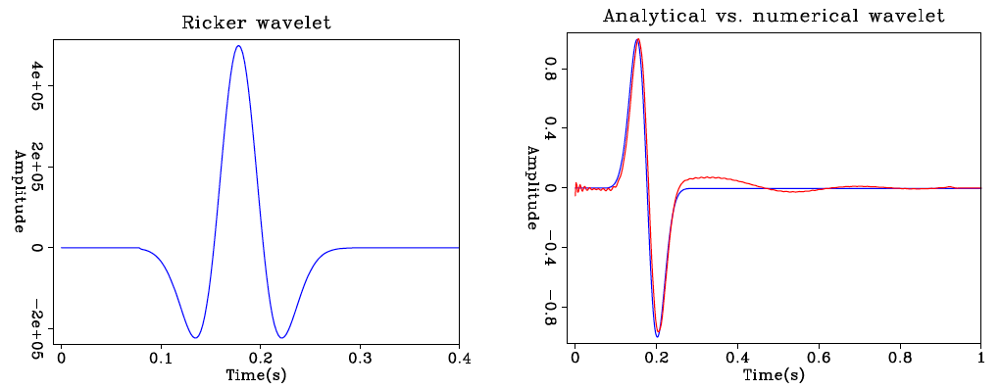 Ricker wavelet
4e+05
2e+05
0
−2e+05
Amplitude
0
0.1
0.2
0.3
0.4
Time(s)
Analytical vs. numerical wavelet
0.8
0.4
0
−0.4
−0.8
Amplitude
0
0.2
0.4
0.6
0.8
1
Time(s)